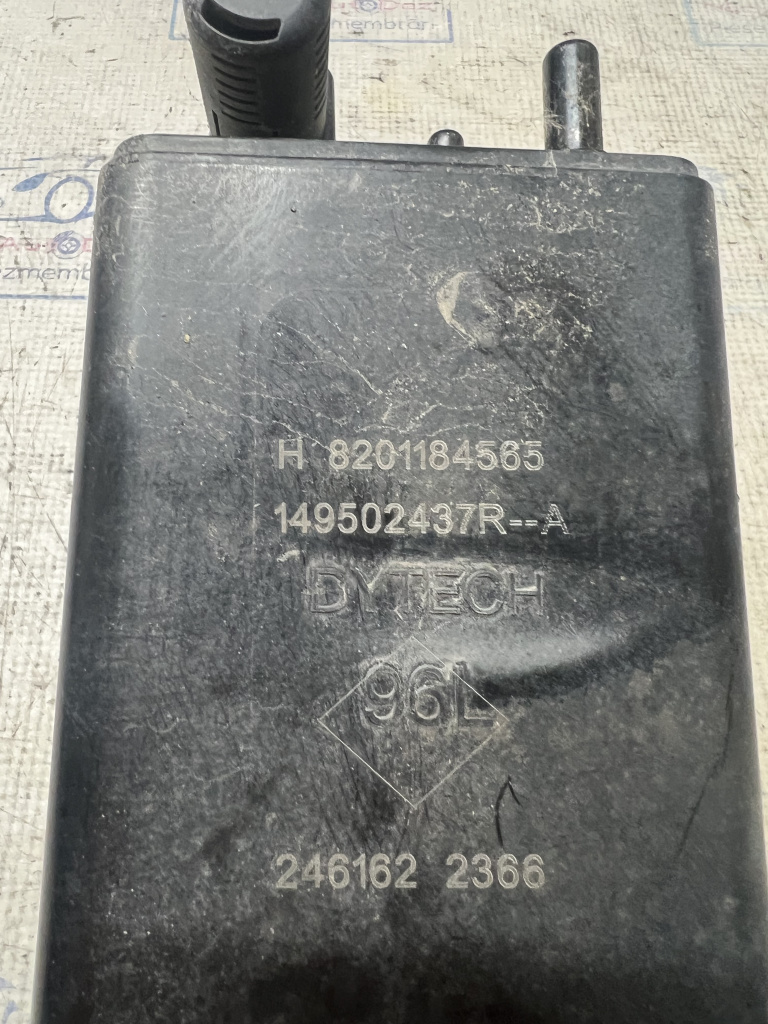 H 8201184565
149502437R--A
DYTECH
96L
246162 2366